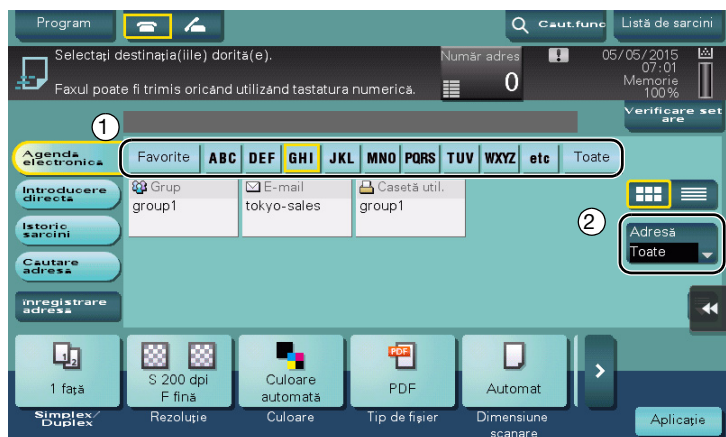 Program
Caut.func
Listă de sarcini
Selectați destinația(iile) dorită(e).
Faxul poate fi trimis oricând utilizând tastatura numerică.
Număr adres
0
05/05/2015
07:01
Memorie
100%
Verificare set
are
1
Agenda
electronica
Favorite ABC DEF GHI JKL MNO PQRS TUV WXYZ etc Toate
Introducere
directa
Istoric
sarcini
Cautare
adresa
inregistrare
adresa
Grup
group1
E-mail
tokyo-sales
Casetă util.
group1
2
Adresă
Toate
1 2
1 față
Simplex/
Duplex
S 200 dpi
F fină
Rezoluție
Culoare
automată
Culoare
PDF
PDF
Tip de fișier
Automat
Dimensiune
scanare
Aplicație